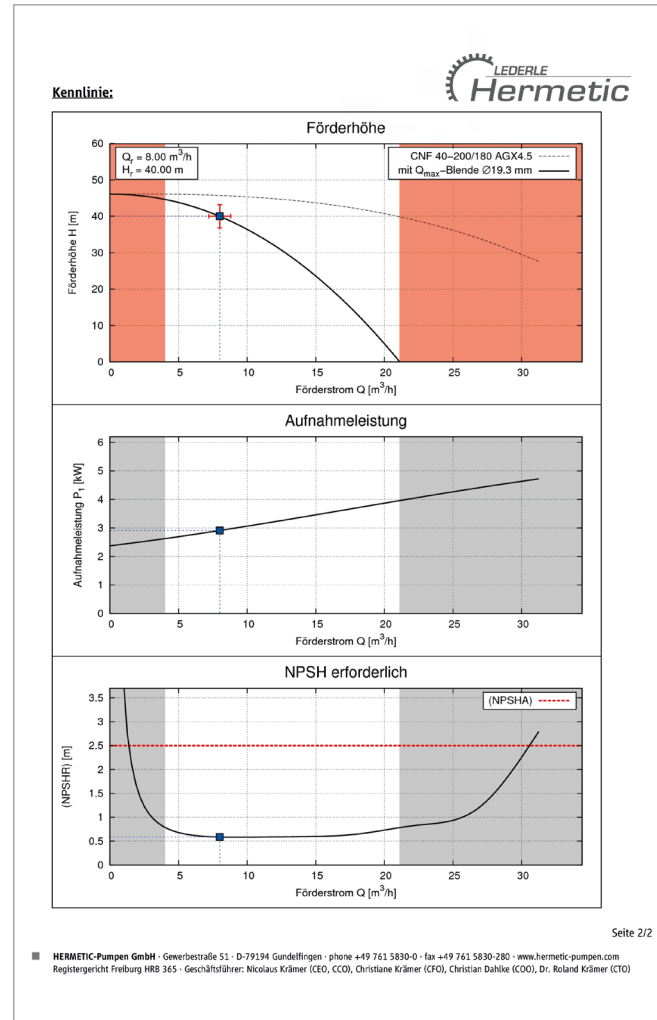 LEDERLE
Hermetic
Kennlinie:
Förderhöhe
Qr = 8.00 m³/h
Hr = 40.00 m
CNF 40−200/180 AGX4.5
mit Qmax−Blende Ø19.3 mm
Förderhöhe H [m]
60
50
40
30
20
10
0
0 5 10 15 20 25 30
Förderstrom Q [m³/h]
Aufnahmeleistung
Aufnahmeleistung P1 [kW]
6
5
4
3
2
1
0
0 5 10 15 20 25 30
Förderstrom Q [m³/h]
NPSH erforderlich
(NPSHA)
(NPSHR) [m]
3.5
3
2.5
2
1.5
1
0.5
0
0 5 10 15 20 25 30
Förderstrom Q [m³/h]
Seite 2/2
HERMETIC-Pumpen GmbH · Gewerbestraße 51 · D-79194 Gundelfingen · phone +49 761 5830-0 · fax +49 761 5830-280 · www.hermetic-pumpen.com
Registergericht Freiburg HRB 365 · Geschäftsführer: Nicolaus Krämer (CEO, CCO), Christiane Krämer (CFO), Christian Dahlke (COO), Dr. Roland Krämer (CTO)